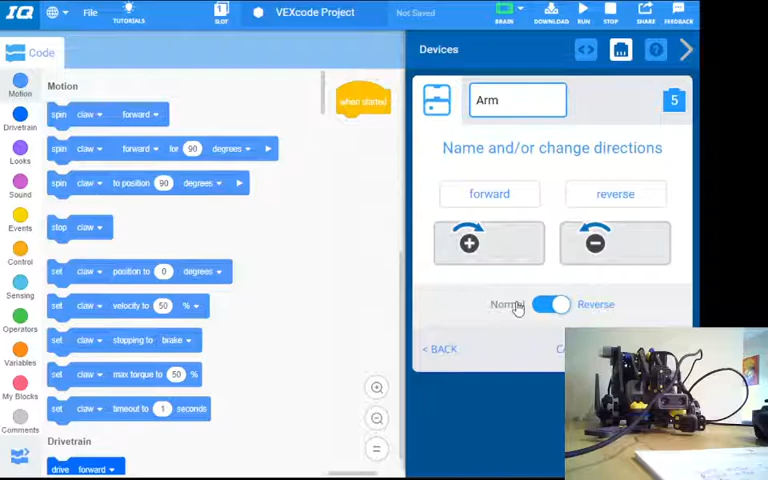 IQ File TUTORIALS 1 SLOT VEXcode Project Not Saved BRAIN DOWNLOAD RUN STOP SHARE FEEDBACK
Code
Devices
Motion
Drivetrain
Looks
Sound
Events
Control
Sensing
Operators
Variables
My Blocks
Comments
Motion
spin claw forward
spin claw forward for 90 degrees
spin claw to position 90 degrees
stop claw
set claw position to 0 degrees
set claw velocity to 50 %
set claw stopping to brake
set claw max torque to 50 %
set claw timeout to 1 seconds
Drivetrain
drive forward
when started
Arm 5
Name and/or change directions
forward reverse
Normal Reverse
< BACK